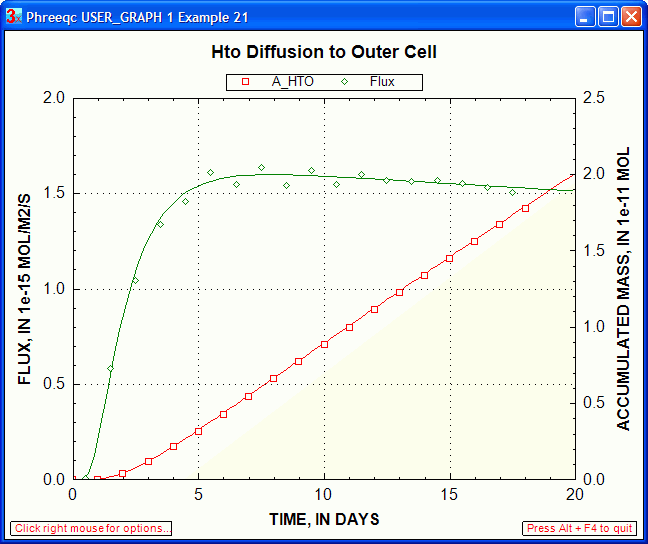 3x Phreeqc USER_GRAPH 1 Example 21
Hto Diffusion to Outer Cell
A_HTO Flux
2.0
1.5
1.0
0.5
0.0
FLUX, IN 1e-15 MOL/M2/S
2.5
2.0
1.5
1.0
0.5
0.0
ACCUMULATED MASS, IN 1e-11 MOL
0 5 10 15 20
TIME, IN DAYS
Click right mouse for options...
Press Alt + F4 to quit